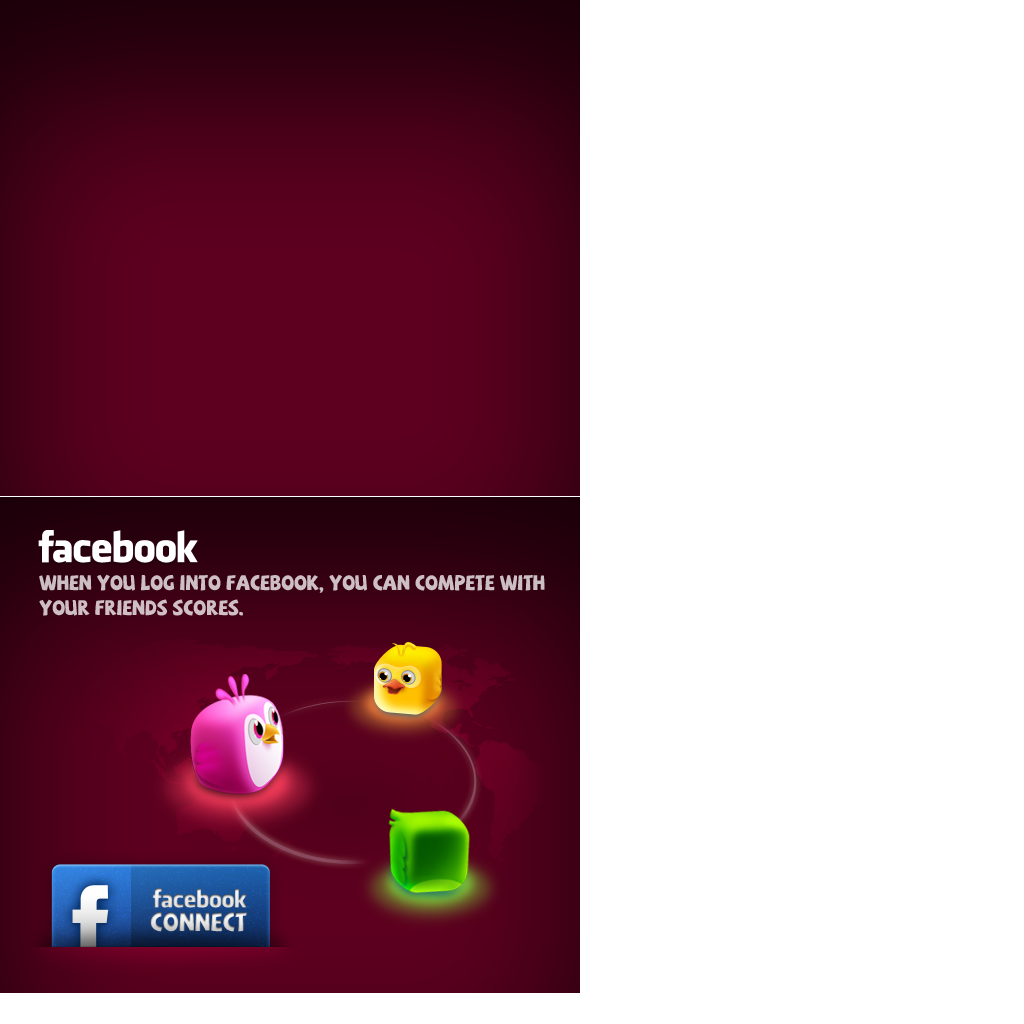 facebook
WHEN YOU LOG INTO FACEBOOK, YOU CAN COMPETE WITH
YOUR FRIENDS SCORES.
f
facebook
CONNECT